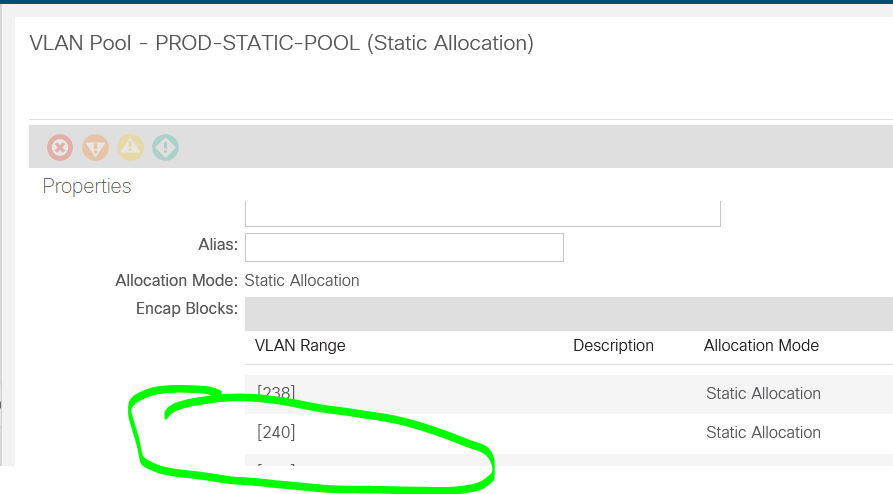 VLAN Pool - PROD-STATIC-POOL (Static Allocation)
Properties
Alias:
Allocation Mode: Static Allocation
Encap Blocks:
VLAN Range Description Allocation Mode
[238] Static Allocation
[240] Static Allocation